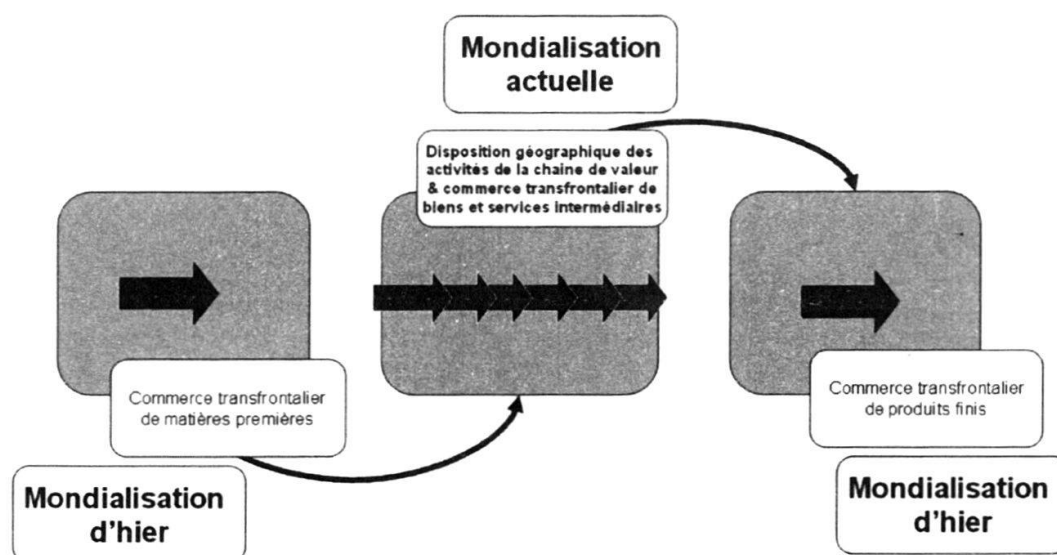 Mondialisation
actuelle
Disposition géographique des
activités de la chaine de valeur
& commerce transfrontalier de
biens et services intermédiaires
Commerce transfrontalier
de matières premières
Mondialisation
d'hier
Commerce transfrontalier
de produits finis
Mondialisation
d'hier